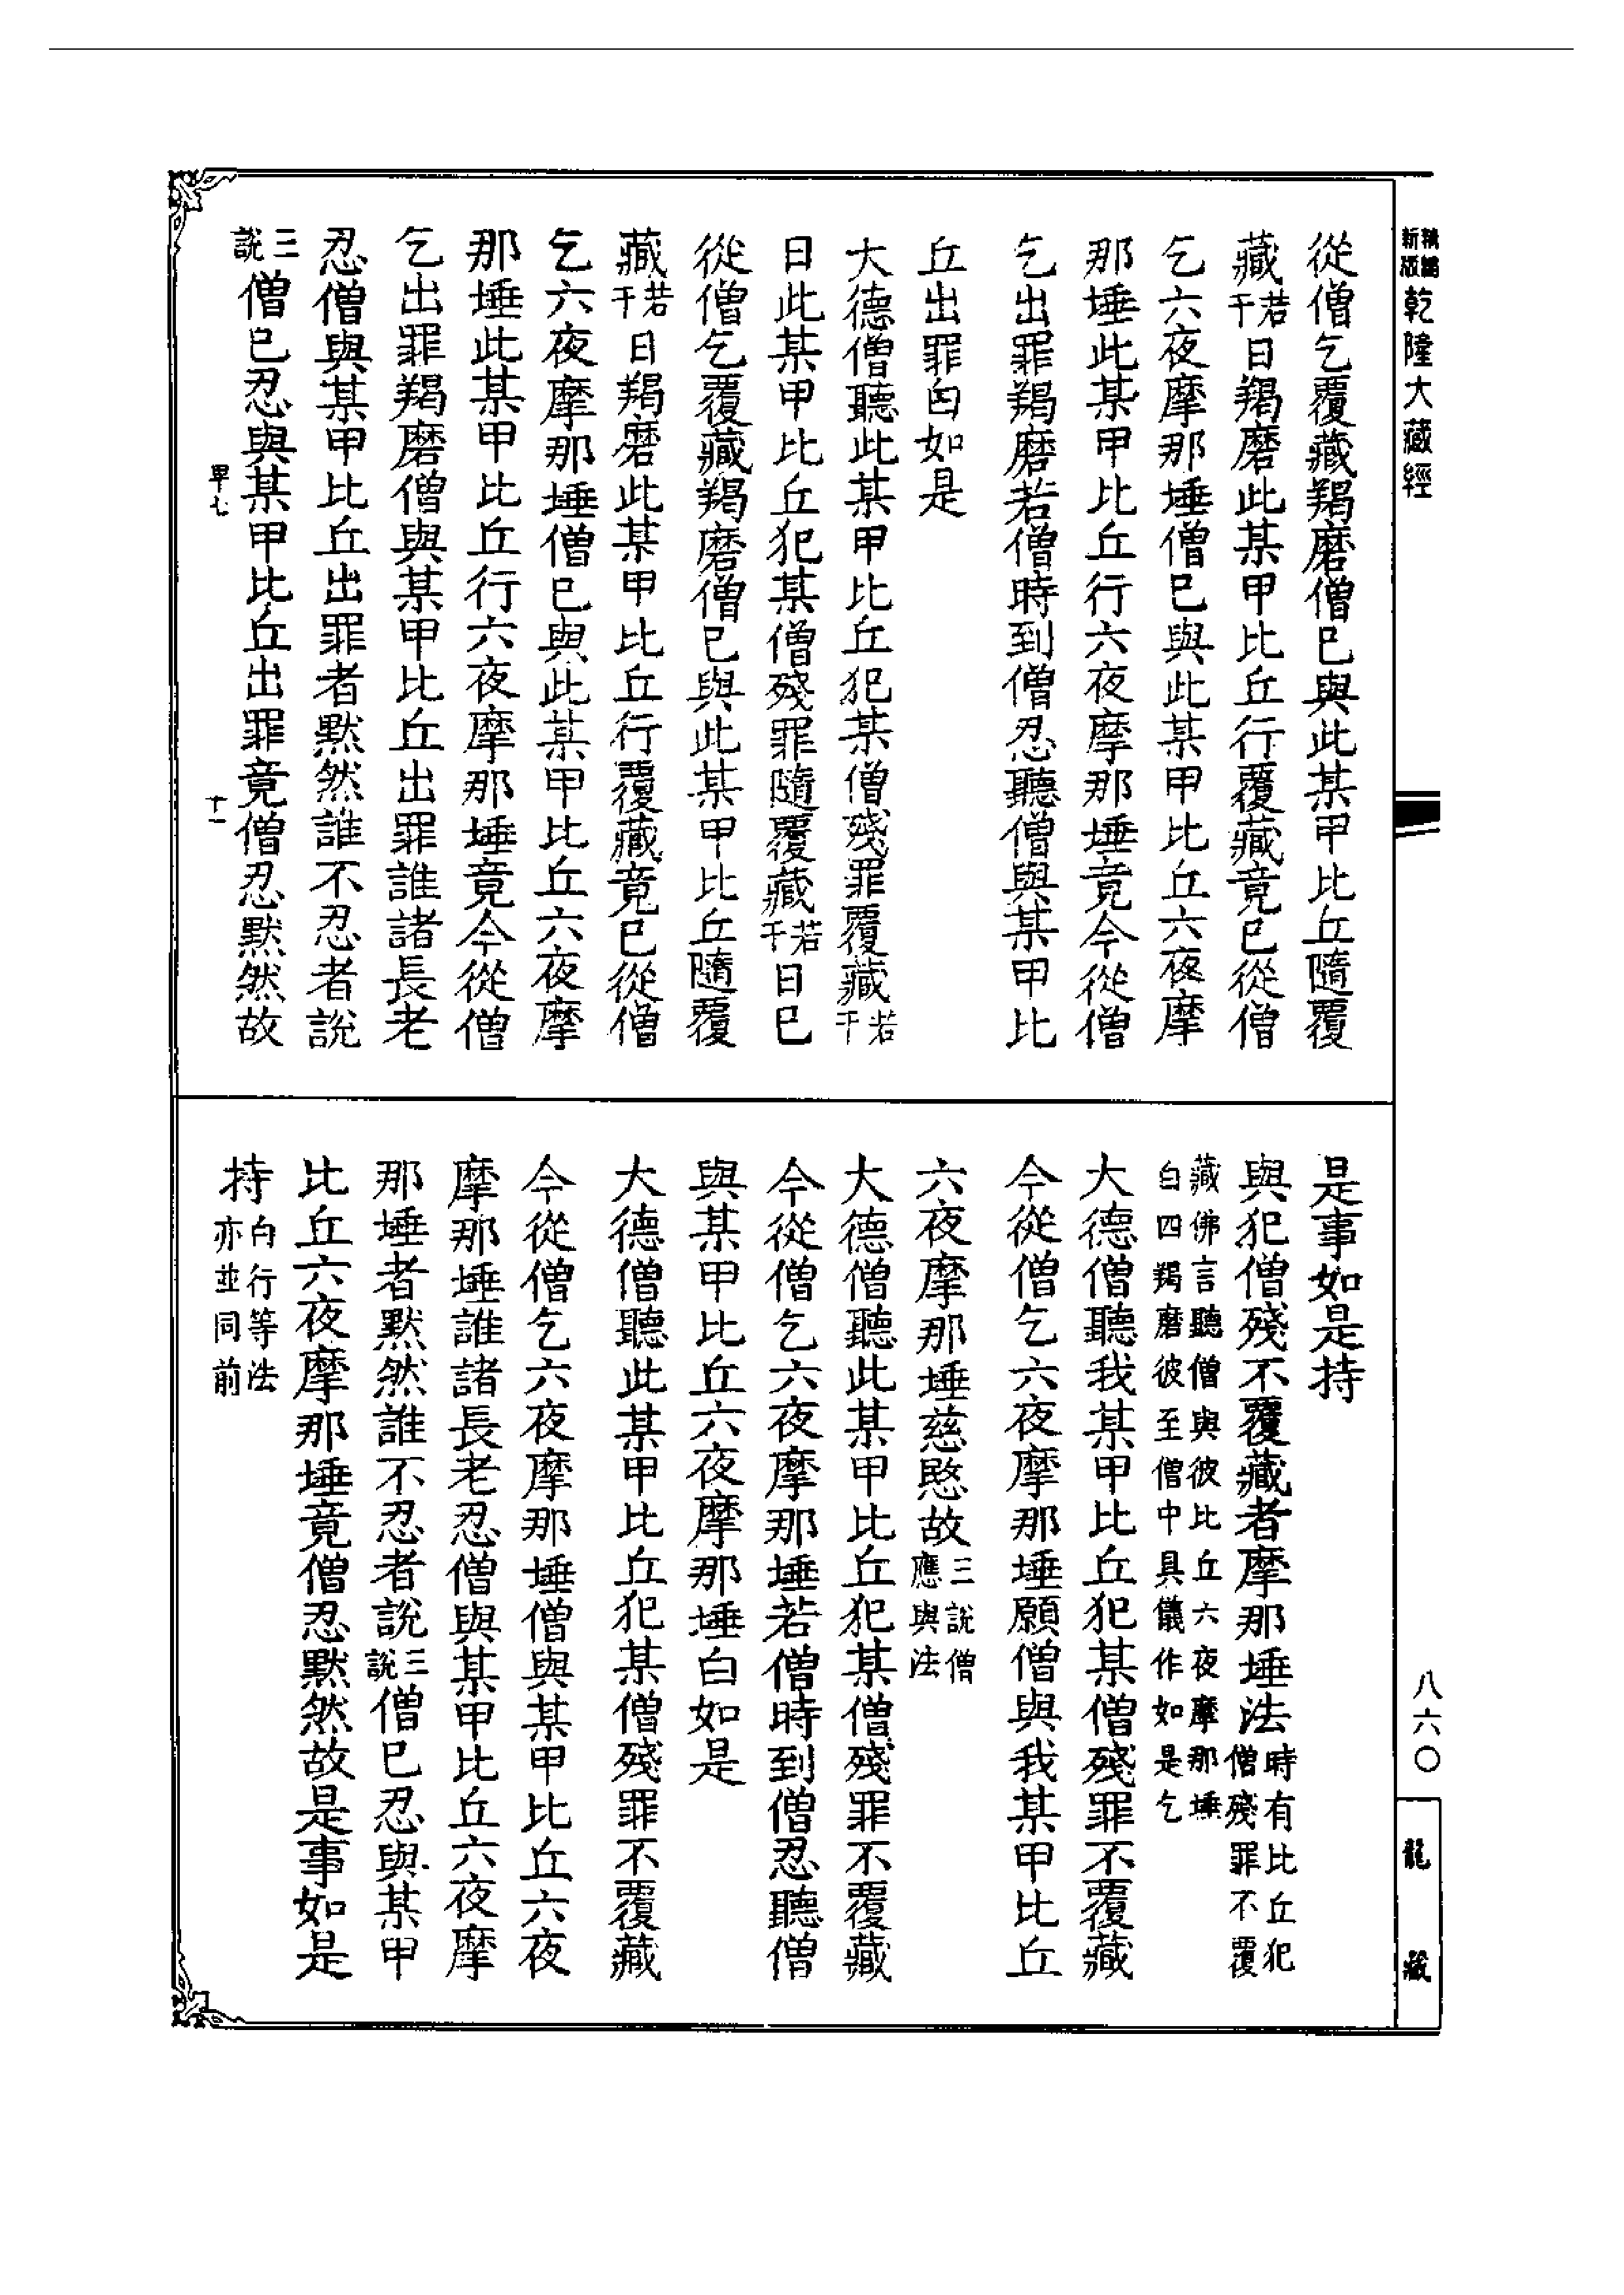 新版
乾隆大藏經
從僧乞覆藏羯磨僧已與此某甲比丘隨覆
藏若干日羯磨此某甲比丘行覆藏竟已從僧
乞六夜摩那埵僧已與此某甲比丘六夜摩
那埵此某甲比丘行六夜摩那埵竟今從僧
乞出罪羯磨若僧時到僧忍聽僧與某甲比
丘出罪白如是
大德僧聽此某甲比丘犯某僧殘罪覆藏若干
日此某甲比丘犯某僧殘罪隨覆藏若干日已
從僧乞覆藏羯磨僧已與此某甲比丘隨覆
藏若干日羯磨此某甲比丘行覆藏竟已從僧
乞六夜摩那埵僧已與此某甲比丘六夜摩
那埵此某甲比丘行六夜摩那埵竟今從僧
乞出罪羯磨僧與某甲比丘出罪誰諸長老
忍僧與某甲比丘出罪者默然誰不忍者說
三說僧已忍與某甲比丘出罪竟僧忍默然故
十一
是事如是持
與犯僧殘不覆藏者摩那埵法時有比丘犯僧殘罪不覆
藏佛言聽僧與彼比丘六夜摩那埵
白四羯磨彼至僧中具儀作如是乞
大德僧聽我某甲比丘犯某僧殘罪不覆藏
今從僧乞六夜摩那埵願僧與我某甲比丘
六夜摩那埵慈愍故三說僧應與法
大德僧聽此某甲比丘犯某僧殘罪不覆藏
今從僧乞六夜摩那埵若僧時到僧忍聽僧
與某甲比丘六夜摩那埵白如是
大德僧聽此某甲比丘犯某僧殘罪不覆藏
今從僧乞六夜摩那埵僧與某甲比丘六夜
摩那埵誰諸長老忍僧與某甲比丘六夜摩
那埵者默然誰不忍者說三說僧已忍與某甲
比丘六夜摩那埵竟僧忍默然故是事如是
持白行等法亦並同前
八六〇
龍藏